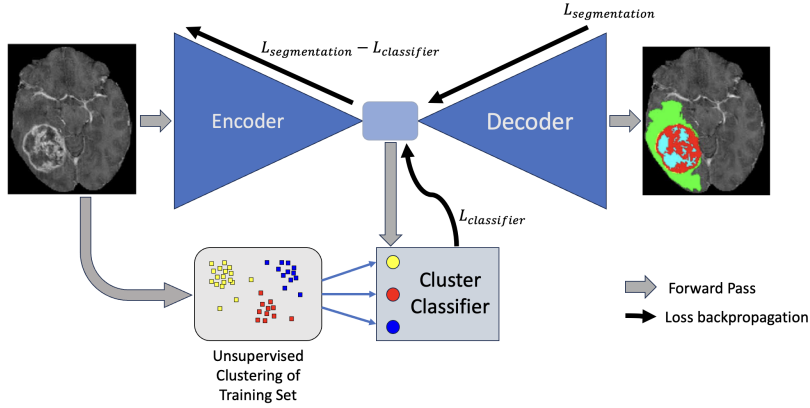 L_segmentation
L_segmentation − L_classifier
Encoder
Decoder
L_classifier
Cluster
Classifier
Forward Pass
Loss backpropagation
Unsupervised
Clustering of
Training Set